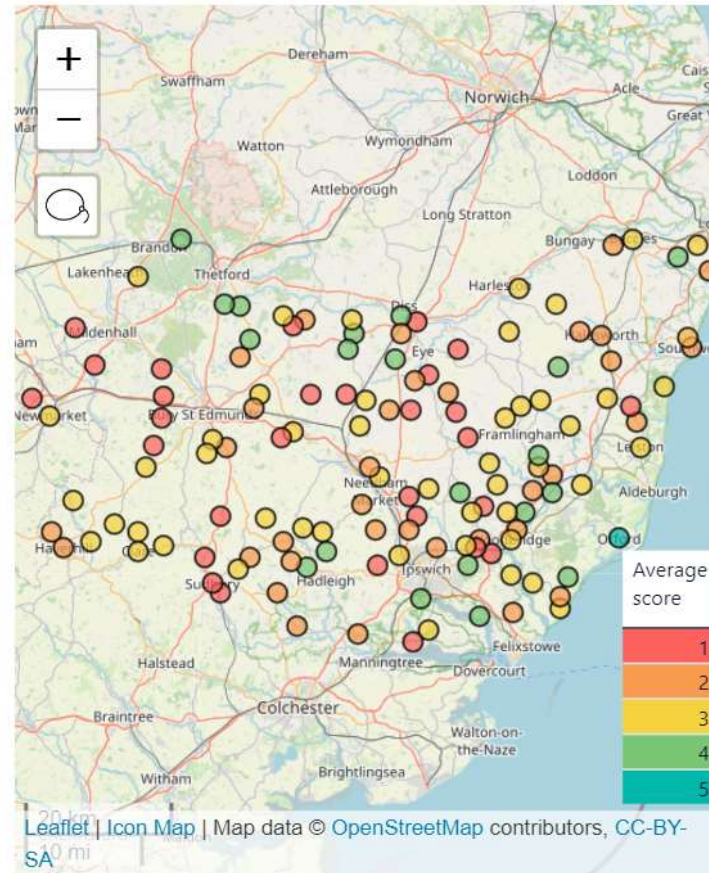 +
−
Dereham
Swaffham
Norwich
Acle
Watton
Wymondham
Loddon
Attleborough
Long Stratton
Bungay
Brandon
Lakenheath
Thetford
Harleston
Diss
Mildenhall
Eye
Halesworth
Newmarket
Bury St Edmunds
Framlingham
Leiston
Needham
Market
Aldeburgh
Haverhill
Clare
Woodbridge
Orford
Ipswich
Sudbury
Hadleigh
Average
score
1
2
3
4
5
Felixstowe
Halstead
Manningtree
Dovercourt
Colchester
Braintree
Walton-on-
the-Naze
Witham
Brightlingsea
20 km
Leaflet | Icon Map | Map data © OpenStreetMap contributors, CC-BY-
SA
10 mi